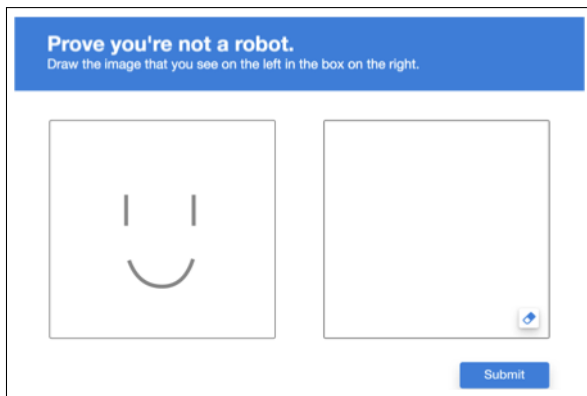 Prove you're not a robot.
Draw the image that you see on the left in the box on the right.
Submit